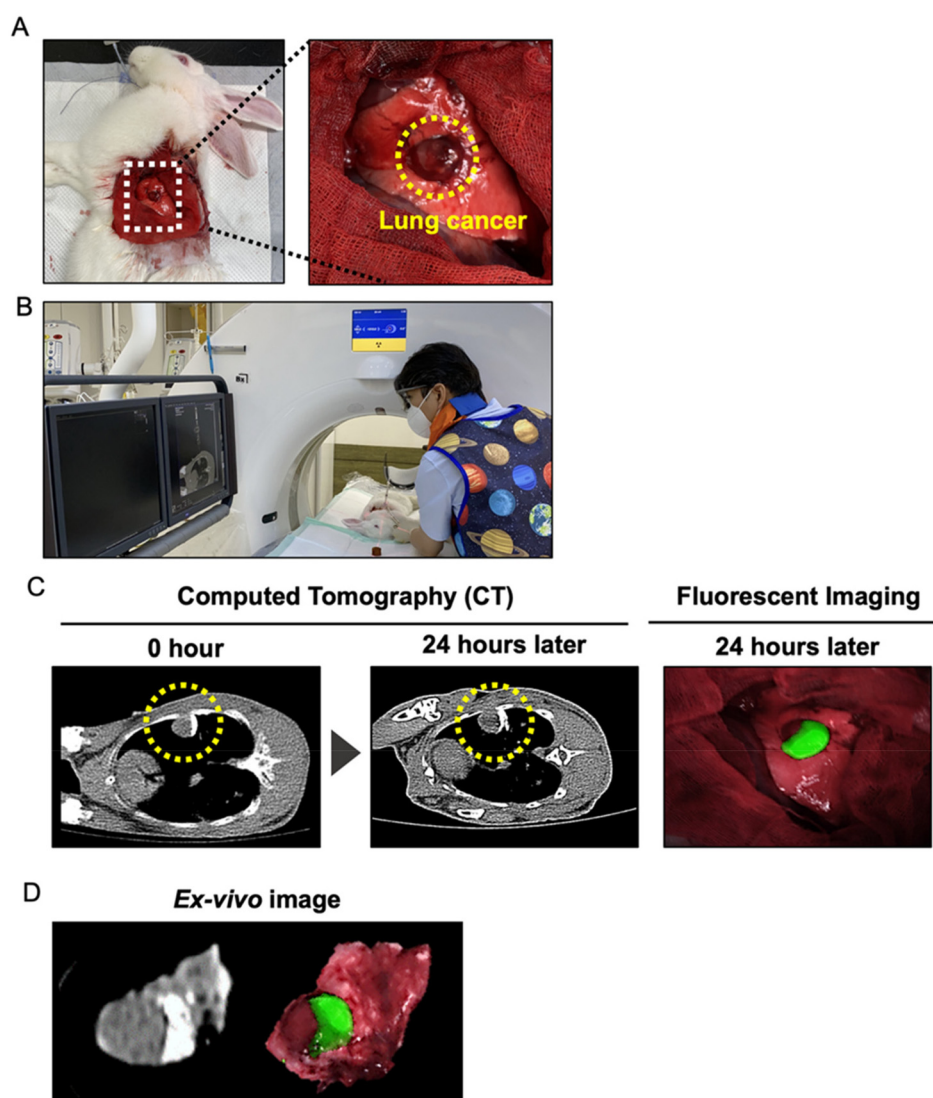 A
Lung cancer
B
C
Computed Tomography (CT)
Fluorescent Imaging
0 hour
24 hours later
24 hours later
D
Ex-vivo image